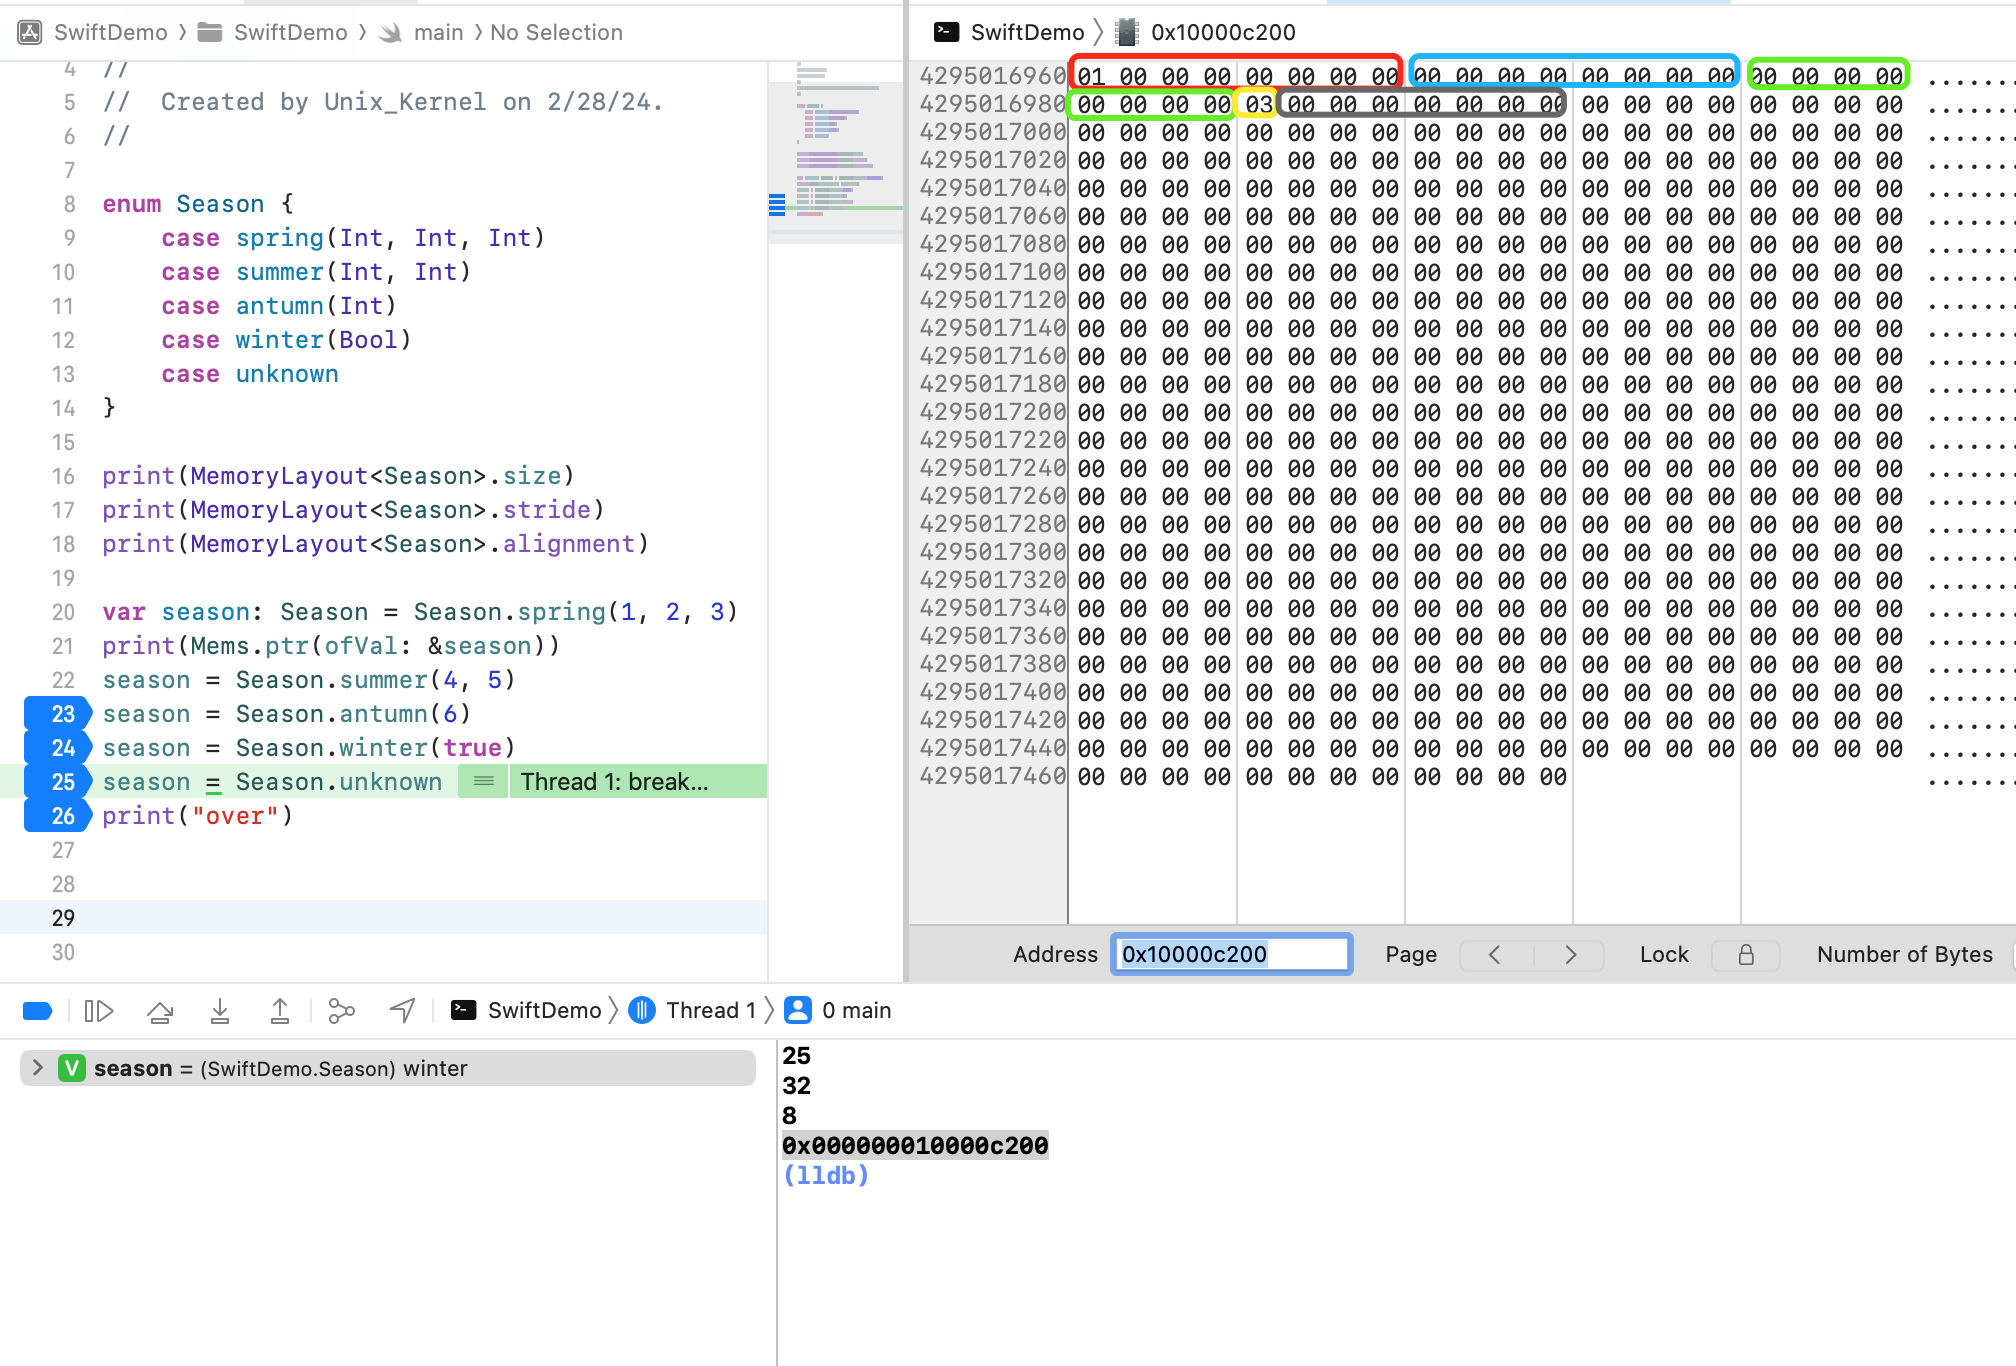 SwiftDemo > SwiftDemo > main > No Selection
4 //
5 //  Created by Unix_Kernel on 2/28/24.
6 //
7
8 enum Season {
9     case spring(Int, Int, Int)
10     case summer(Int, Int)
11     case antumn(Int)
12     case winter(Bool)
13     case unknown
14 }
15
16 print(MemoryLayout<Season>.size)
17 print(MemoryLayout<Season>.stride)
18 print(MemoryLayout<Season>.alignment)
19
20 var season: Season = Season.spring(1, 2, 3)
21 print(Mems.ptr(ofVal: &season))
22 season = Season.summer(4, 5)
23 season = Season.antumn(6)
24 season = Season.winter(true)
25 season = Season.unknown Thread 1: break...
26 print("over")
27
28
29
30
SwiftDemo > 0x10000c200
4295016960 01 00 00 00 00 00 00 00 00 00 00 00 00 00 00 00 00 00 00 00 ......
4295016980 00 00 00 00 03 00 00 00 00 00 00 00 00 00 00 00 00 00 00 00 ......
4295017000 00 00 00 00 00 00 00 00 00 00 00 00 00 00 00 00 00 00 00 00 ......
4295017020 00 00 00 00 00 00 00 00 00 00 00 00 00 00 00 00 00 00 00 00 ......
4295017040 00 00 00 00 00 00 00 00 00 00 00 00 00 00 00 00 00 00 00 00 ......
4295017060 00 00 00 00 00 00 00 00 00 00 00 00 00 00 00 00 00 00 00 00 ......
4295017080 00 00 00 00 00 00 00 00 00 00 00 00 00 00 00 00 00 00 00 00 ......
4295017100 00 00 00 00 00 00 00 00 00 00 00 00 00 00 00 00 00 00 00 00 ......
4295017120 00 00 00 00 00 00 00 00 00 00 00 00 00 00 00 00 00 00 00 00 ......
4295017140 00 00 00 00 00 00 00 00 00 00 00 00 00 00 00 00 00 00 00 00 ......
4295017160 00 00 00 00 00 00 00 00 00 00 00 00 00 00 00 00 00 00 00 00 ......
4295017180 00 00 00 00 00 00 00 00 00 00 00 00 00 00 00 00 00 00 00 00 ......
4295017200 00 00 00 00 00 00 00 00 00 00 00 00 00 00 00 00 00 00 00 00 ......
4295017220 00 00 00 00 00 00 00 00 00 00 00 00 00 00 00 00 00 00 00 00 ......
4295017240 00 00 00 00 00 00 00 00 00 00 00 00 00 00 00 00 00 00 00 00 ......
4295017260 00 00 00 00 00 00 00 00 00 00 00 00 00 00 00 00 00 00 00 00 ......
4295017280 00 00 00 00 00 00 00 00 00 00 00 00 00 00 00 00 00 00 00 00 ......
4295017300 00 00 00 00 00 00 00 00 00 00 00 00 00 00 00 00 00 00 00 00 ......
4295017320 00 00 00 00 00 00 00 00 00 00 00 00 00 00 00 00 00 00 00 00 ......
4295017340 00 00 00 00 00 00 00 00 00 00 00 00 00 00 00 00 00 00 00 00 ......
4295017360 00 00 00 00 00 00 00 00 00 00 00 00 00 00 00 00 00 00 00 00 ......
4295017380 00 00 00 00 00 00 00 00 00 00 00 00 00 00 00 00 00 00 00 00 ......
4295017400 00 00 00 00 00 00 00 00 00 00 00 00 00 00 00 00 00 00 00 00 ......
4295017420 00 00 00 00 00 00 00 00 00 00 00 00 00 00 00 00 00 00 00 00 ......
4295017440 00 00 00 00 00 00 00 00 00 00 00 00 00 00 00 00 00 00 00 00 ......
4295017460 00 00 00 00 00 00 00 00 00 00 00 00 ......
Address 0x10000c200 Page < > Lock Number of Bytes
SwiftDemo > Thread 1 > 0 main
V season = (SwiftDemo.Season) winter
25
32
8
0x000000010000c200
(lldb)